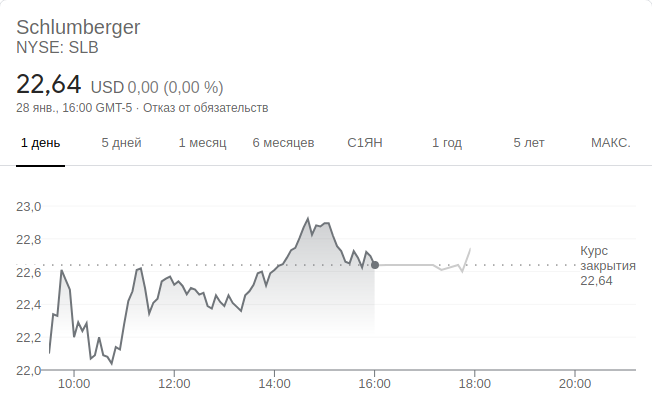 Schlumberger
NYSE: SLB
22,64 USD 0,00 (0,00 %)
28 янв., 16:00 GMT-5 · Отказ от обязательств
1 день 5 дней 1 месяц 6 месяцев С1ЯН 1 год 5 лет МАКС.
23,0
22,8
22,6
22,4
22,2
22,0
Курс
закрытия
22,64
10:00 12:00 14:00 16:00 18:00 20:00